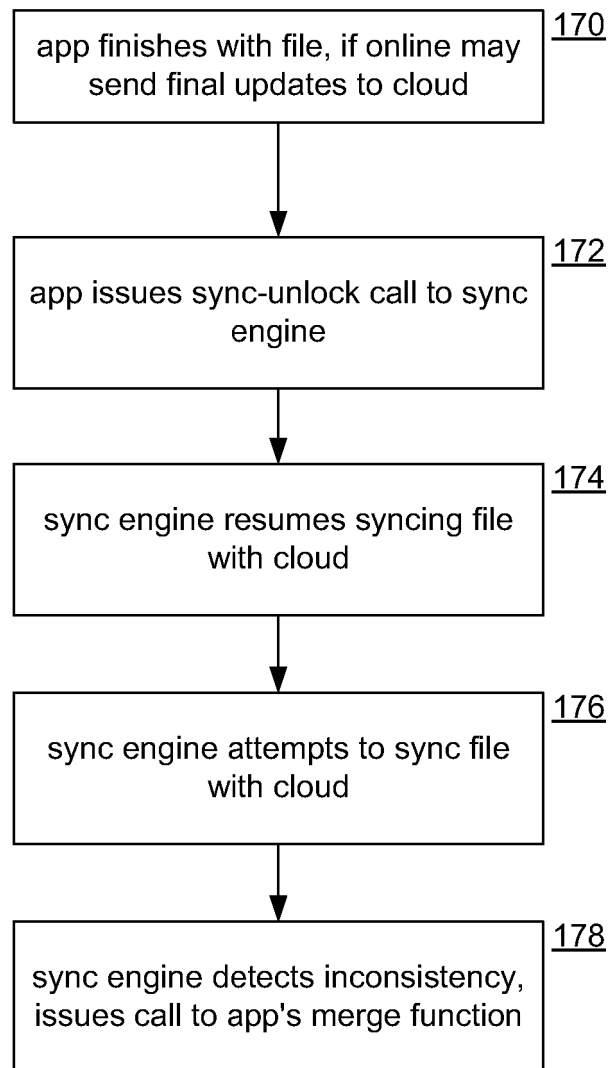 170
app finishes with file, if online may
send final updates to cloud
172
app issues sync-unlock call to sync
engine
174
sync engine resumes syncing file
with cloud
176
sync engine attempts to sync file
with cloud
178
sync engine detects inconsistency,
issues call to app's merge function